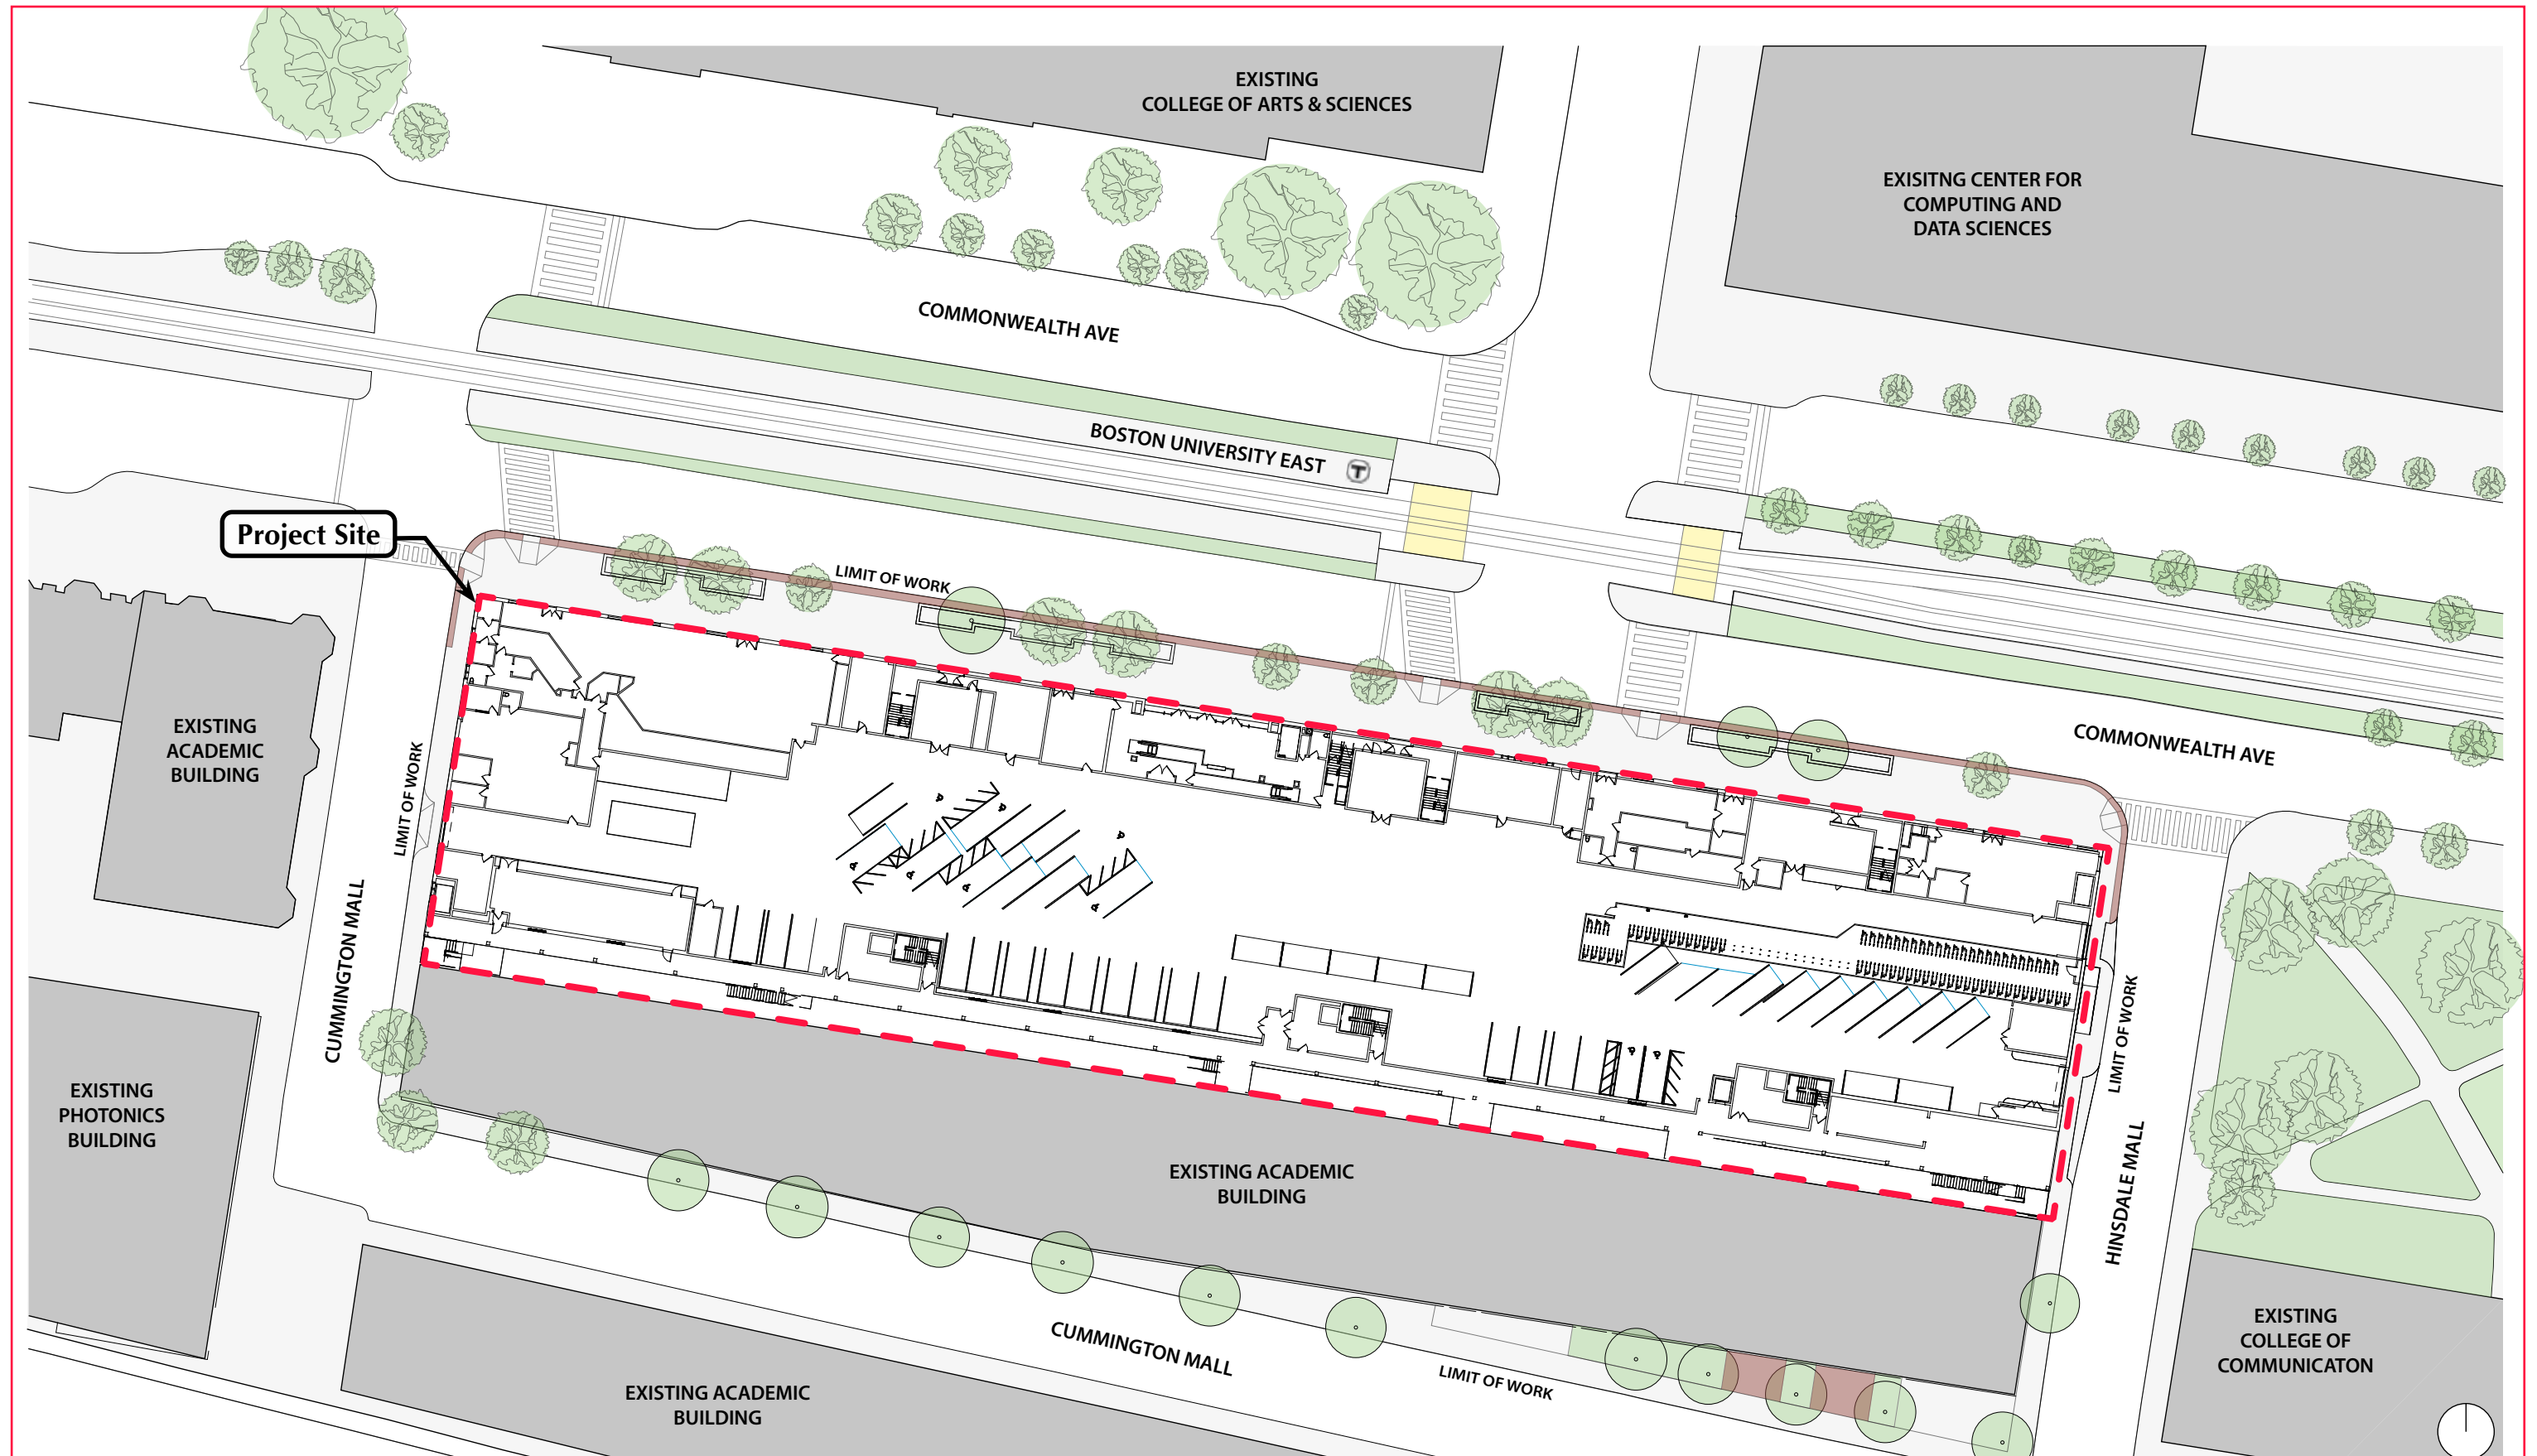 EXISTING
COLLEGE OF ARTS & SCIENCES
EXISITNG CENTER FOR
COMPUTING AND
DATA SCIENCES
COMMONWEALTH AVE
BOSTON UNIVERSITY EAST
T
Project Site
LIMIT OF WORK
COMMONWEALTH AVE
EXISTING
ACADEMIC
BUILDING
LIMIT OF WORK
CUMMINGTON MALL
LIMIT OF WORK
HINSDALE MALL
EXISTING
PHOTONICS
BUILDING
EXISTING ACADEMIC
BUILDING
CUMMINGTON MALL
LIMIT OF WORK
EXISTING
COLLEGE OF
COMMUNICATON
EXISTING ACADEMIC
BUILDING